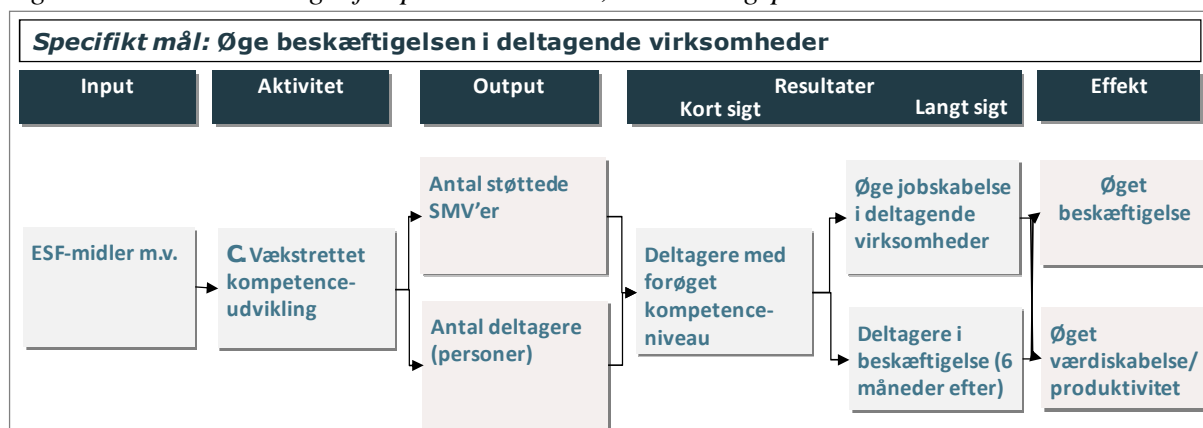 Specifikt mål: Øge beskæftigelsen i deltagende virksomheder
Input
Aktivitet
Output
Resultater
Kort sigt
Langt sigt
Effekt
ESF-midler m.v.
C. Vækstrettet
kompetence-
udvikling
Antal støttede
SMV'er
Antal deltagere
(personer)
Deltagere med
forøget
kompetence-
niveau
Øge jobskabelse
i deltagende
virksomheder
Deltagere i
beskæftigelse (6
måneder efter)
Øget
beskæftigelse
Øget
værdiskabelse/
produktivitet